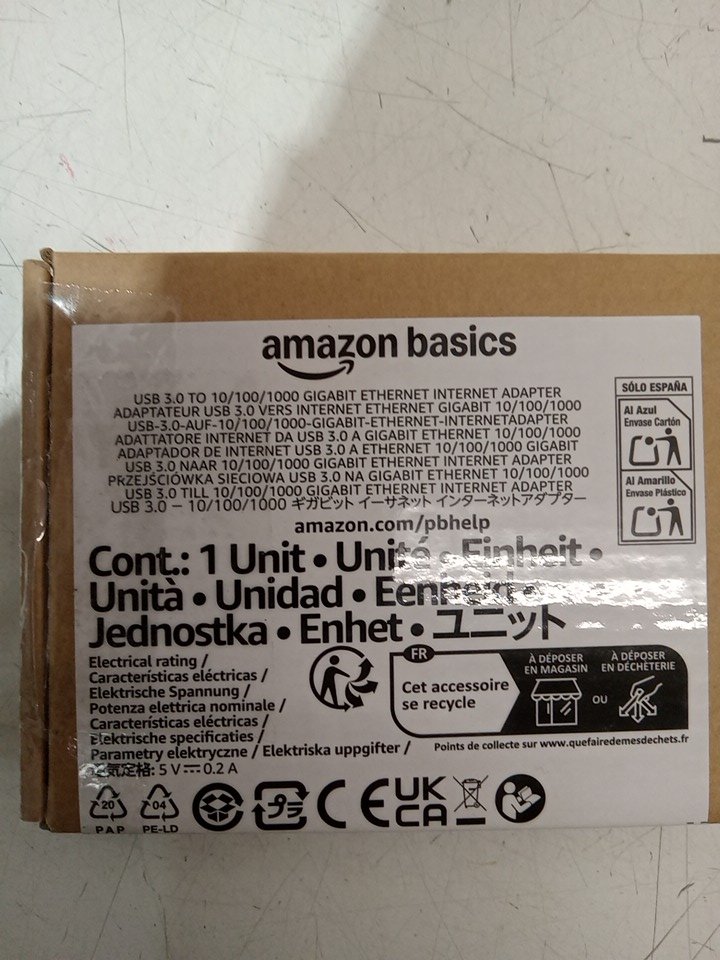 amazon basics
USB 3.0 TO 10/100/1000 GIGABIT ETHERNET INTERNET ADAPTER
ADAPTATEUR USB 3.0 VERS INTERNET ETHERNET GIGABIT 10/100/1000
USB-3.0-AUF-10/100/1000-GIGABIT-ETHERNET-INTERNETADAPTER
ADATTATORE INTERNET DA USB 3.0 A GIGABIT ETHERNET 10/100/1000
ADAPTADOR DE INTERNET USB 3.0 A ETHERNET 10/100/1000 GIGABIT
USB 3.0 NAAR 10/100/1000 GIGABIT ETHERNET INTERNET ADAPTER
PRZEJŚCIÓWKA SIECIOWA USB 3.0 NA GIGABIT ETHERNET 10/100/1000
USB 3.0 TILL 10/100/1000 GIGABIT ETHERNET INTERNET ADAPTER
USB 3.0 – 10/100/1000 ギガビット イーサネット インターネットアダプター
amazon.com/pbhelp
SÓLO ESPAÑA
Al Azul
Envase Cartón
Al Amarillo
Envase Plástico
Cont.: 1 Unit • Unité • Einheit •
Unità • Unidad • Eenheid •
Jednostka • Enhet • ユニット
Electrical rating /
Características eléctricas /
Elektrische Spannung /
Potenza elettrica nominale /
Características eléctricas /
Elektrische specificaties /
Parametry elektryczne / Elektriska uppgifter /
電気定格: 5 V⎓0.2 A
FR
Cet accessoire
se recycle
À DÉPOSER
EN MAGASIN
OU
À DÉPOSER
EN DÉCHÈTERIE
Points de collecte sur www.quefairedemesdechets.fr
20
PAP
04
PE-LD
プラ
CE
UK
CA